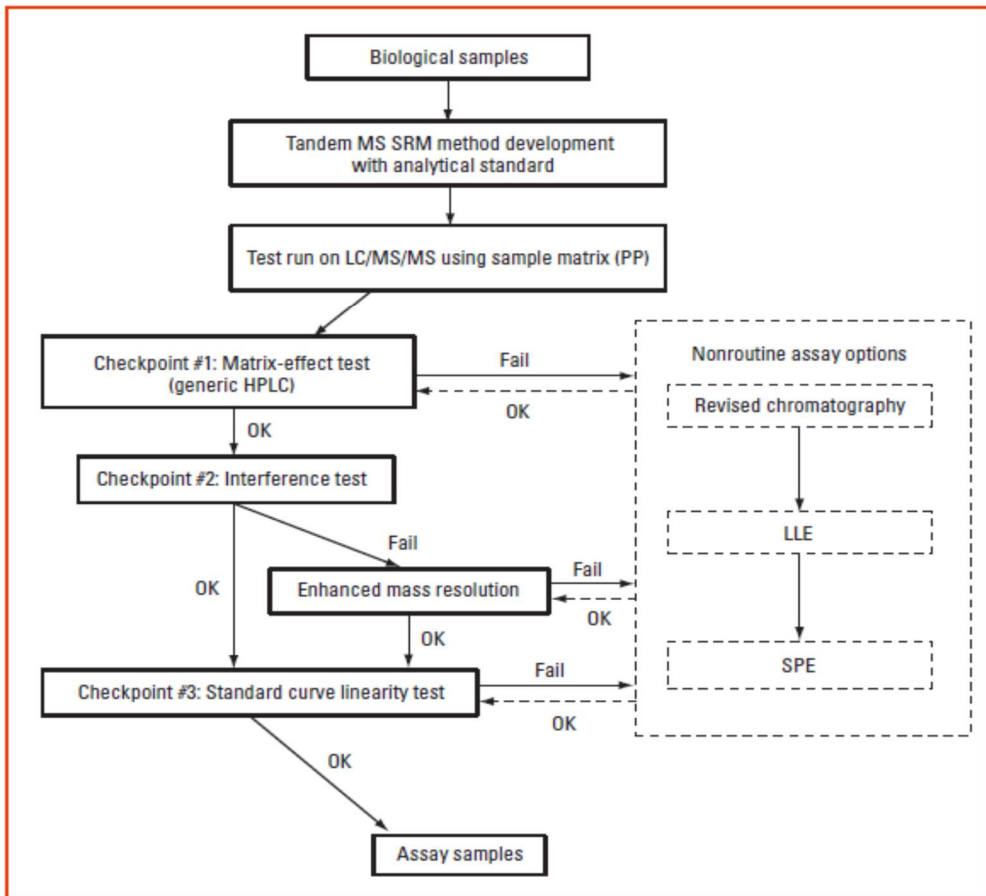 Biological samples
Tandem MS SRM method development
with analytical standard
Test run on LC/MS/MS using sample matrix (PP)
Checkpoint #1: Matrix-effect test
(generic HPLC)
Fail
OK
Nonroutine assay options
Revised chromatography
OK
Checkpoint #2: Interference test
Fail
LLE
OK
Enhanced mass resolution
Fail
OK
OK
Checkpoint #3: Standard curve linearity test
Fail
OK
SPE
OK
Assay samples